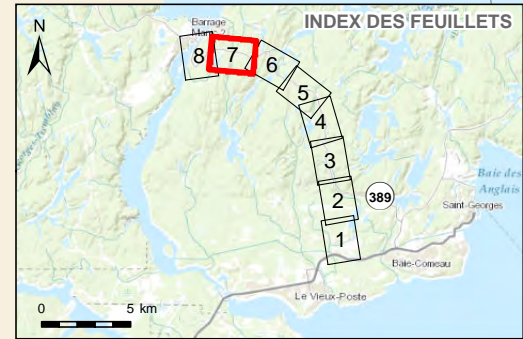 INDEX DES FEUILLETS
Barrage
N
8
7
6
5
4
3
2
1
389
Baie des
Anglais
Saint-Georges
Baie-Comeau
Le Vieux-Poste
0 5 km